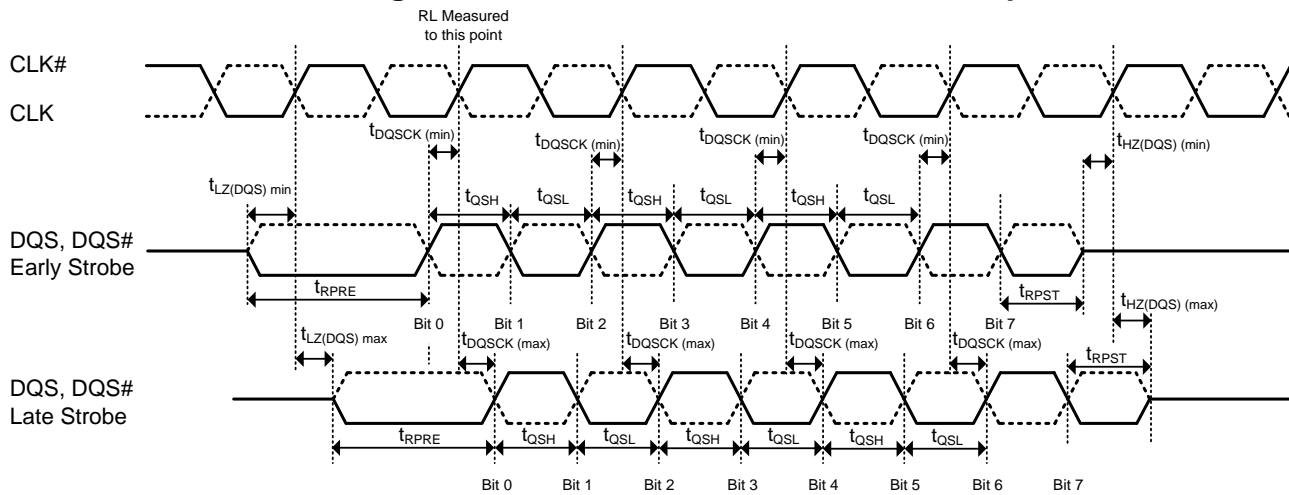 RL Measured
to this point
CLK#
CLK
tDQSCK (min) tDQSCK (min) tDQSCK (min) tDQSCK (min) tHZ(DQS) (min)
tLZ(DQS) min
tQSH tQSL tQSH tQSL tQSH tQSL
DQS, DQS#
Early Strobe
tRPRE tRPST
Bit 0 Bit 1 Bit 2 Bit 3 Bit 4 Bit 5 Bit 6 Bit 7
tHZ(DQS) (max)
tLZ(DQS) max tDQSCK (max) tDQSCK (max) tDQSCK (max) tDQSCK (max) tRPST
DQS, DQS#
Late Strobe
tRPRE tQSH tQSL tQSH tQSL tQSH tQSL
Bit 0 Bit 1 Bit 2 Bit 3 Bit 4 Bit 5 Bit 6 Bit 7